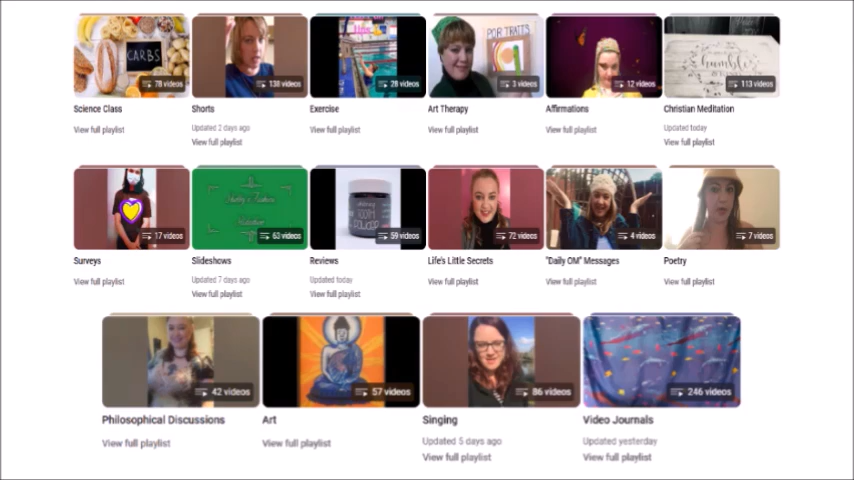 CARBS
78 videos
138 videos
28 videos
PORTRAITS
3 videos
12 videos
humble
113 videos
Science Class
Shorts
Exercise
Art Therapy
Affirmations
Christian Meditation
View full playlist
Updated 2 days ago
View full playlist
View full playlist
View full playlist
View full playlist
Updated today
View full playlist
17 videos
Slideshow
63 videos
TOOTH
POWDER
59 videos
72 videos
4 videos
7 videos
Surveys
Slideshows
Reviews
Life's Little Secrets
"Daily OM" Messages
Poetry
View full playlist
Updated 7 days ago
View full playlist
Updated today
View full playlist
View full playlist
View full playlist
View full playlist
42 videos
57 videos
86 videos
246 videos
Philosophical Discussions
Art
Singing
Video Journals
View full playlist
View full playlist
Updated 5 days ago
View full playlist
Updated yesterday
View full playlist